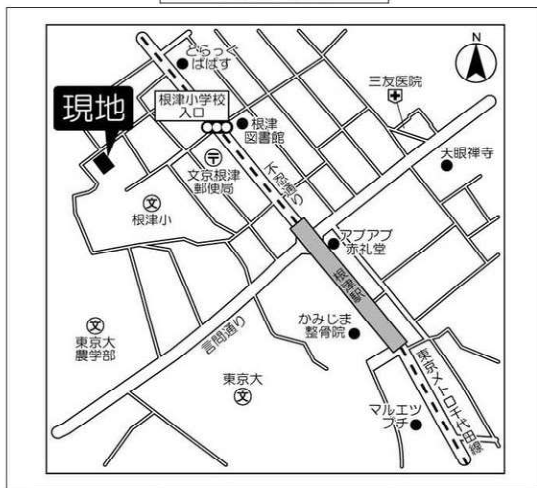 N
どらっぐ
ぱぱす
三友医院
根津小学校
入口
現地
根津
図書館
大眼禅寺
〒
文京根津
郵便局
不忍通り
文
根津小
アブアブ
赤札堂
根津駅
かみじま
整骨院
言問通り
文
東京大
農学部
東京大
文
東京メトロ千代田線
マルエツ
プチ